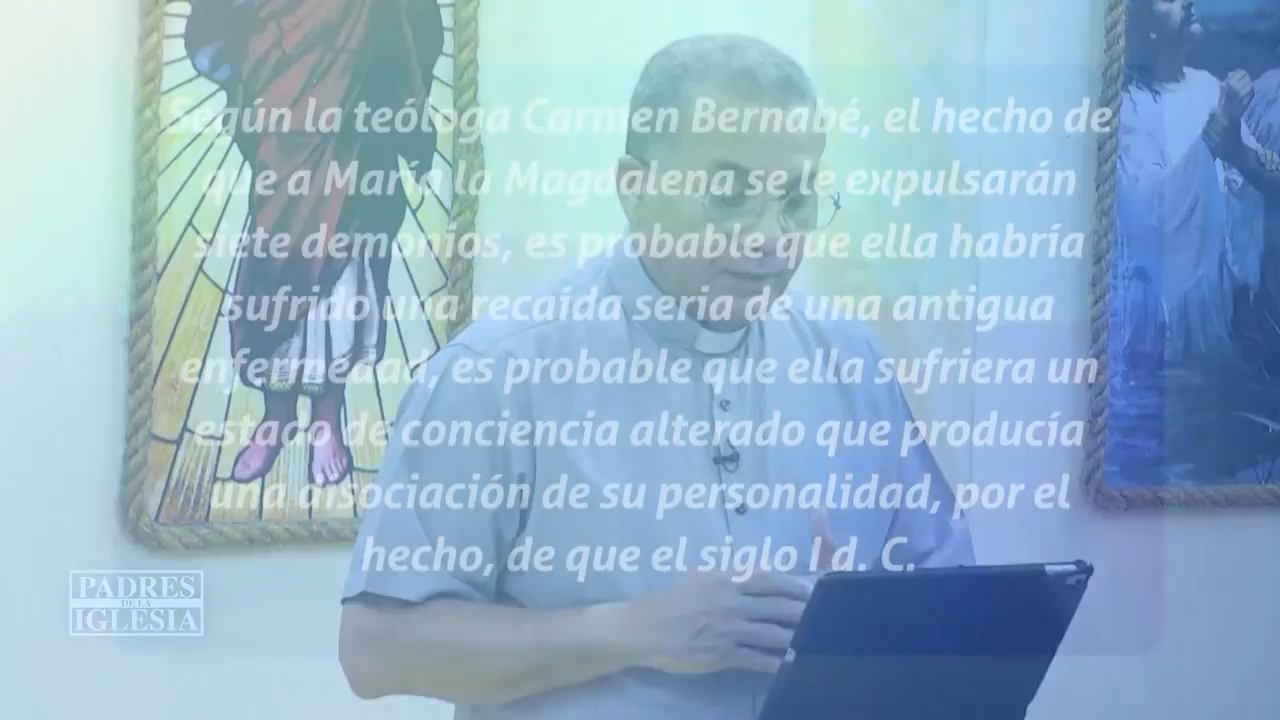 Según la teóloga Carmen Bernabé, el hecho de
que a María la Magdalena se le expulsarán
siete demonios, es probable que ella habría
sufrido una recaída seria de una antigua
enfermedad, es probable que ella sufriera un
estado de conciencia alterado que producía
una disociación de su personalidad, por el
hecho, de que el siglo I d. C.
PADRES
DE LA
IGLESIA